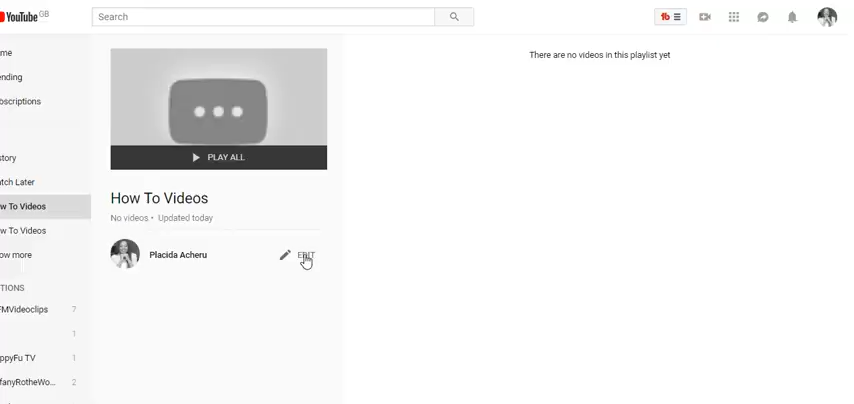 YouTube GB
Search
There are no videos in this playlist yet
PLAY ALL
How To Videos
No videos • Updated today
Placida Acheru
EDIT
me
ending
bscriptions
story
tch Later
w To Videos
w To Videos
ow more
TIONS
FMVideoclips 7
1
ppyFu TV 1
fanyRotheWo... 2